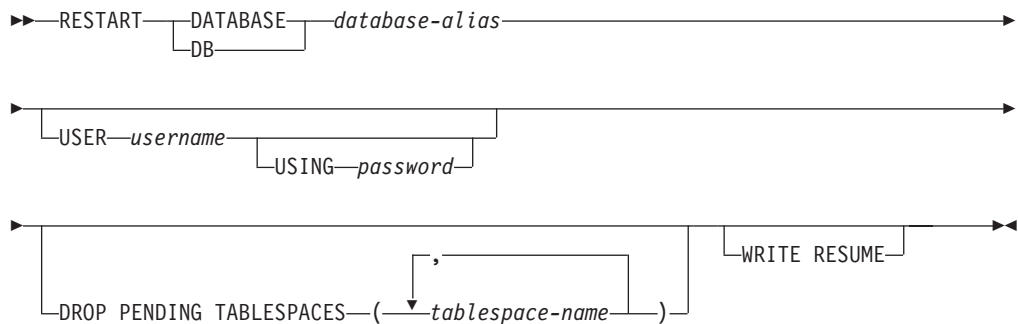 RESTART DATABASE database-alias
DB
USER username
USING password
WRITE RESUME
,
DROP PENDING TABLESPACES ( tablespace-name )